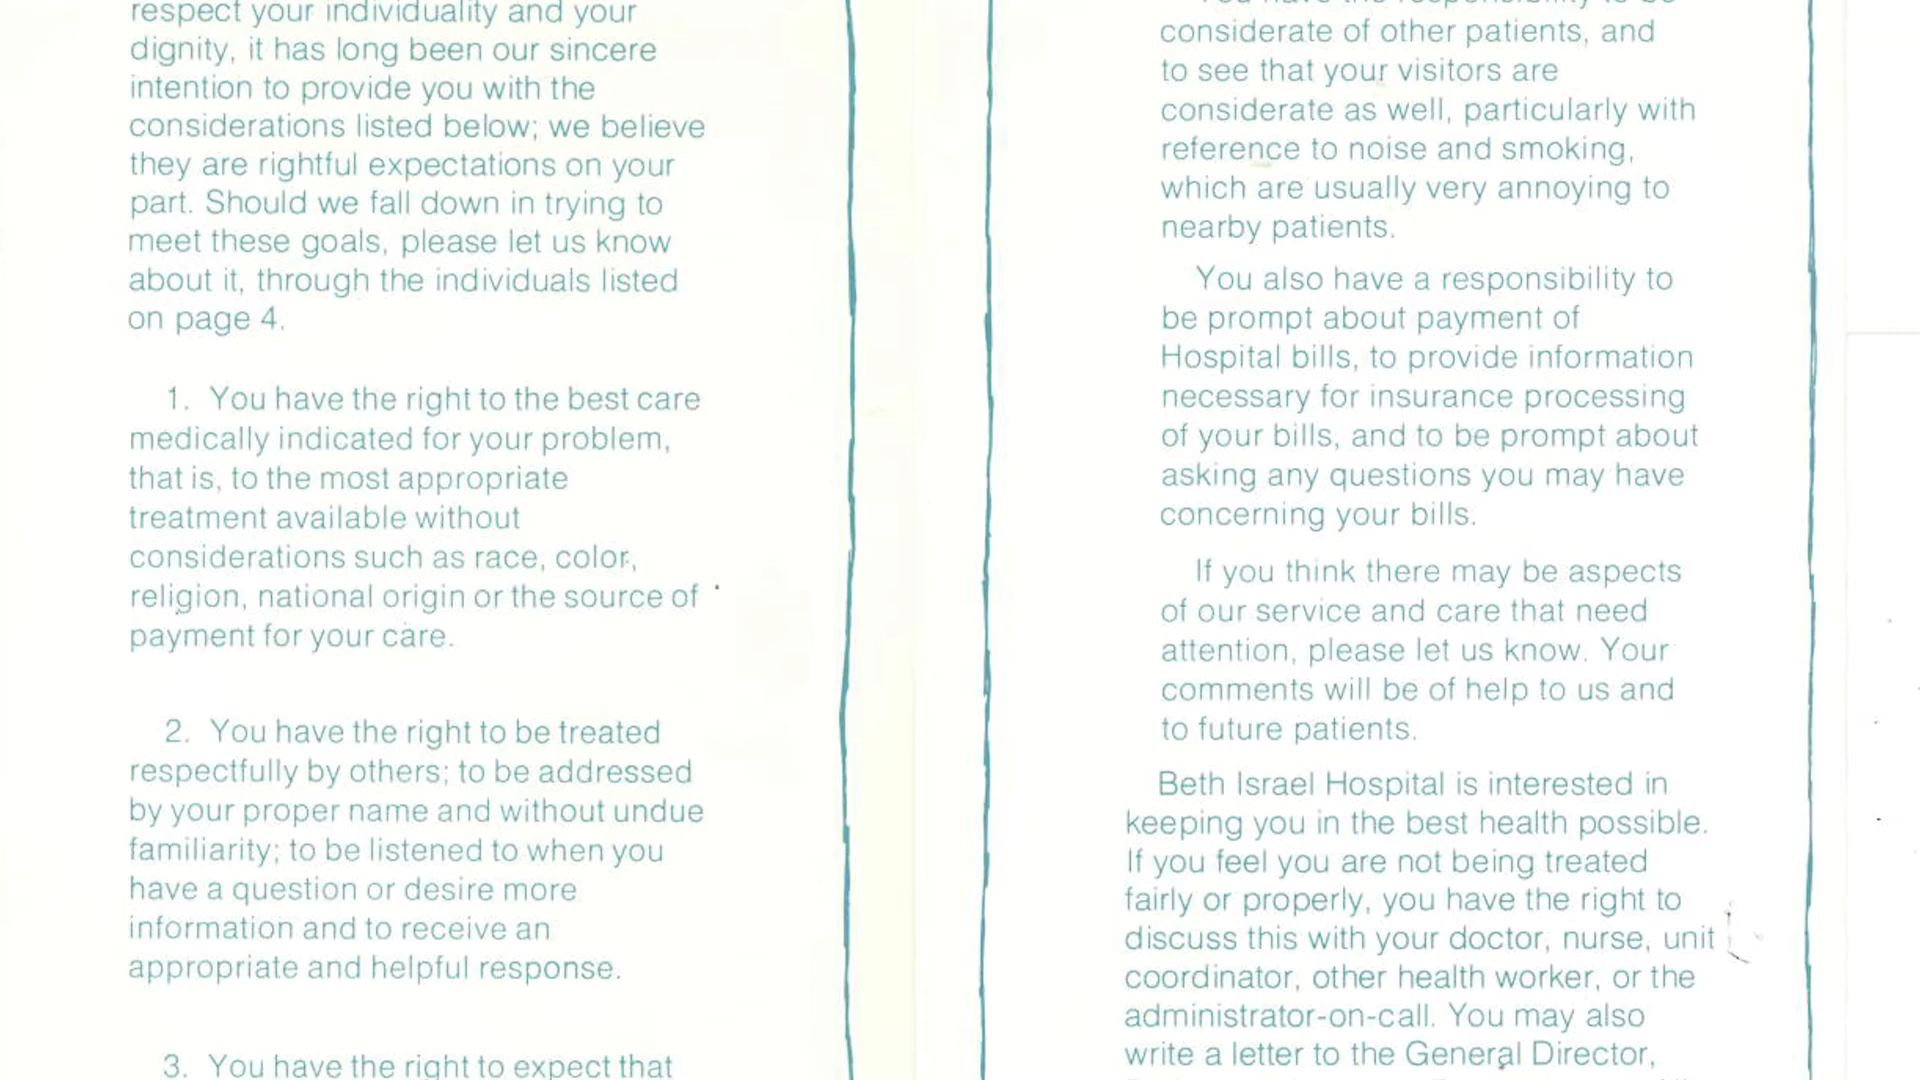 respect your individuality and your
dignity, it has long been our sincere
intention to provide you with the
considerations listed below; we believe
they are rightful expectations on your
part. Should we fall down in trying to
meet these goals, please let us know
about it, through the individuals listed
on page 4.
1. You have the right to the best care
medically indicated for your problem,
that is, to the most appropriate
treatment available without
considerations such as race, color,
religion, national origin or the source of
payment for your care.
2. You have the right to be treated
respectfully by others; to be addressed
by your proper name and without undue
familiarity; to be listened to when you
have a question or desire more
information and to receive an
appropriate and helpful response.
3. You have the right to expect that
You have the responsibility to be
considerate of other patients, and
to see that your visitors are
considerate as well, particularly with
reference to noise and smoking,
which are usually very annoying to
nearby patients.
You also have a responsibility to
be prompt about payment of
Hospital bills, to provide information
necessary for insurance processing
of your bills, and to be prompt about
asking any questions you may have
concerning your bills.
If you think there may be aspects
of our service and care that need
attention, please let us know. Your
comments will be of help to us and
to future patients.
Beth Israel Hospital is interested in
keeping you in the best health possible.
If you feel you are not being treated
fairly or properly, you have the right to
discuss this with your doctor, nurse, unit
coordinator, other health worker, or the
administrator-on-call. You may also
write a letter to the General Director,